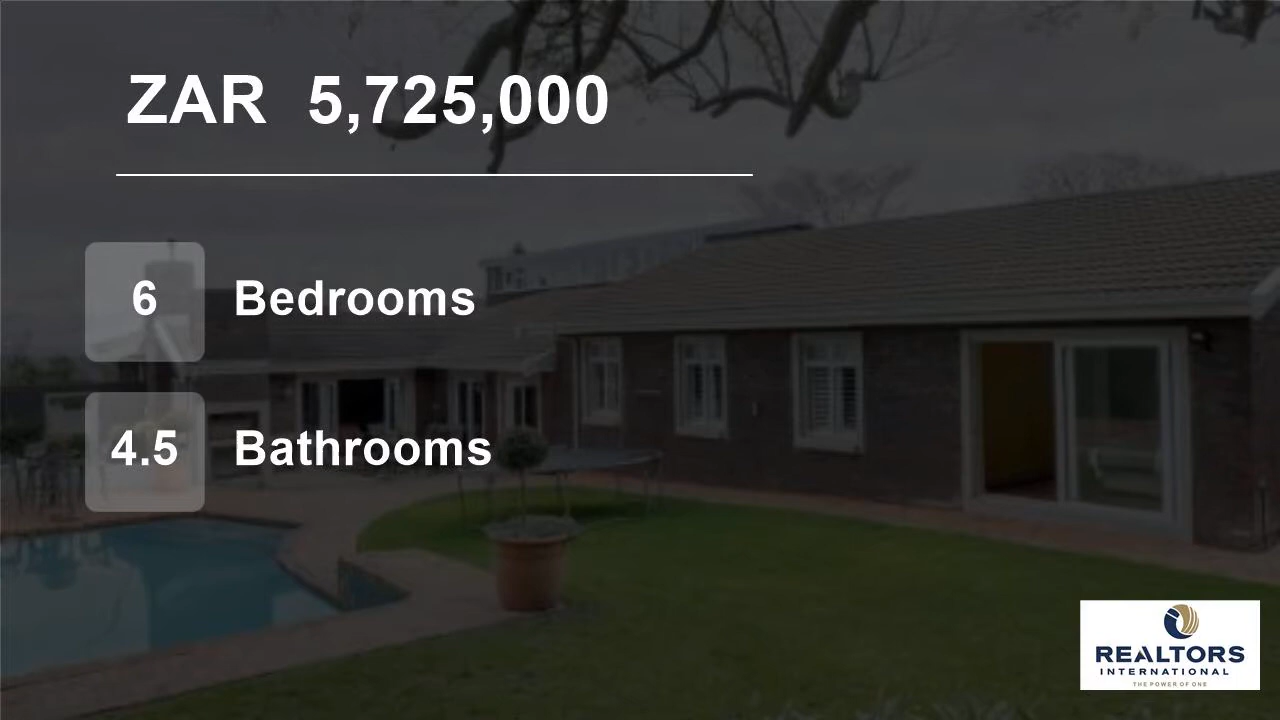 ZAR 5,725,000
6 Bedrooms
4.5 Bathrooms
REALTORS
INTERNATIONAL
THE POWER OF ONE